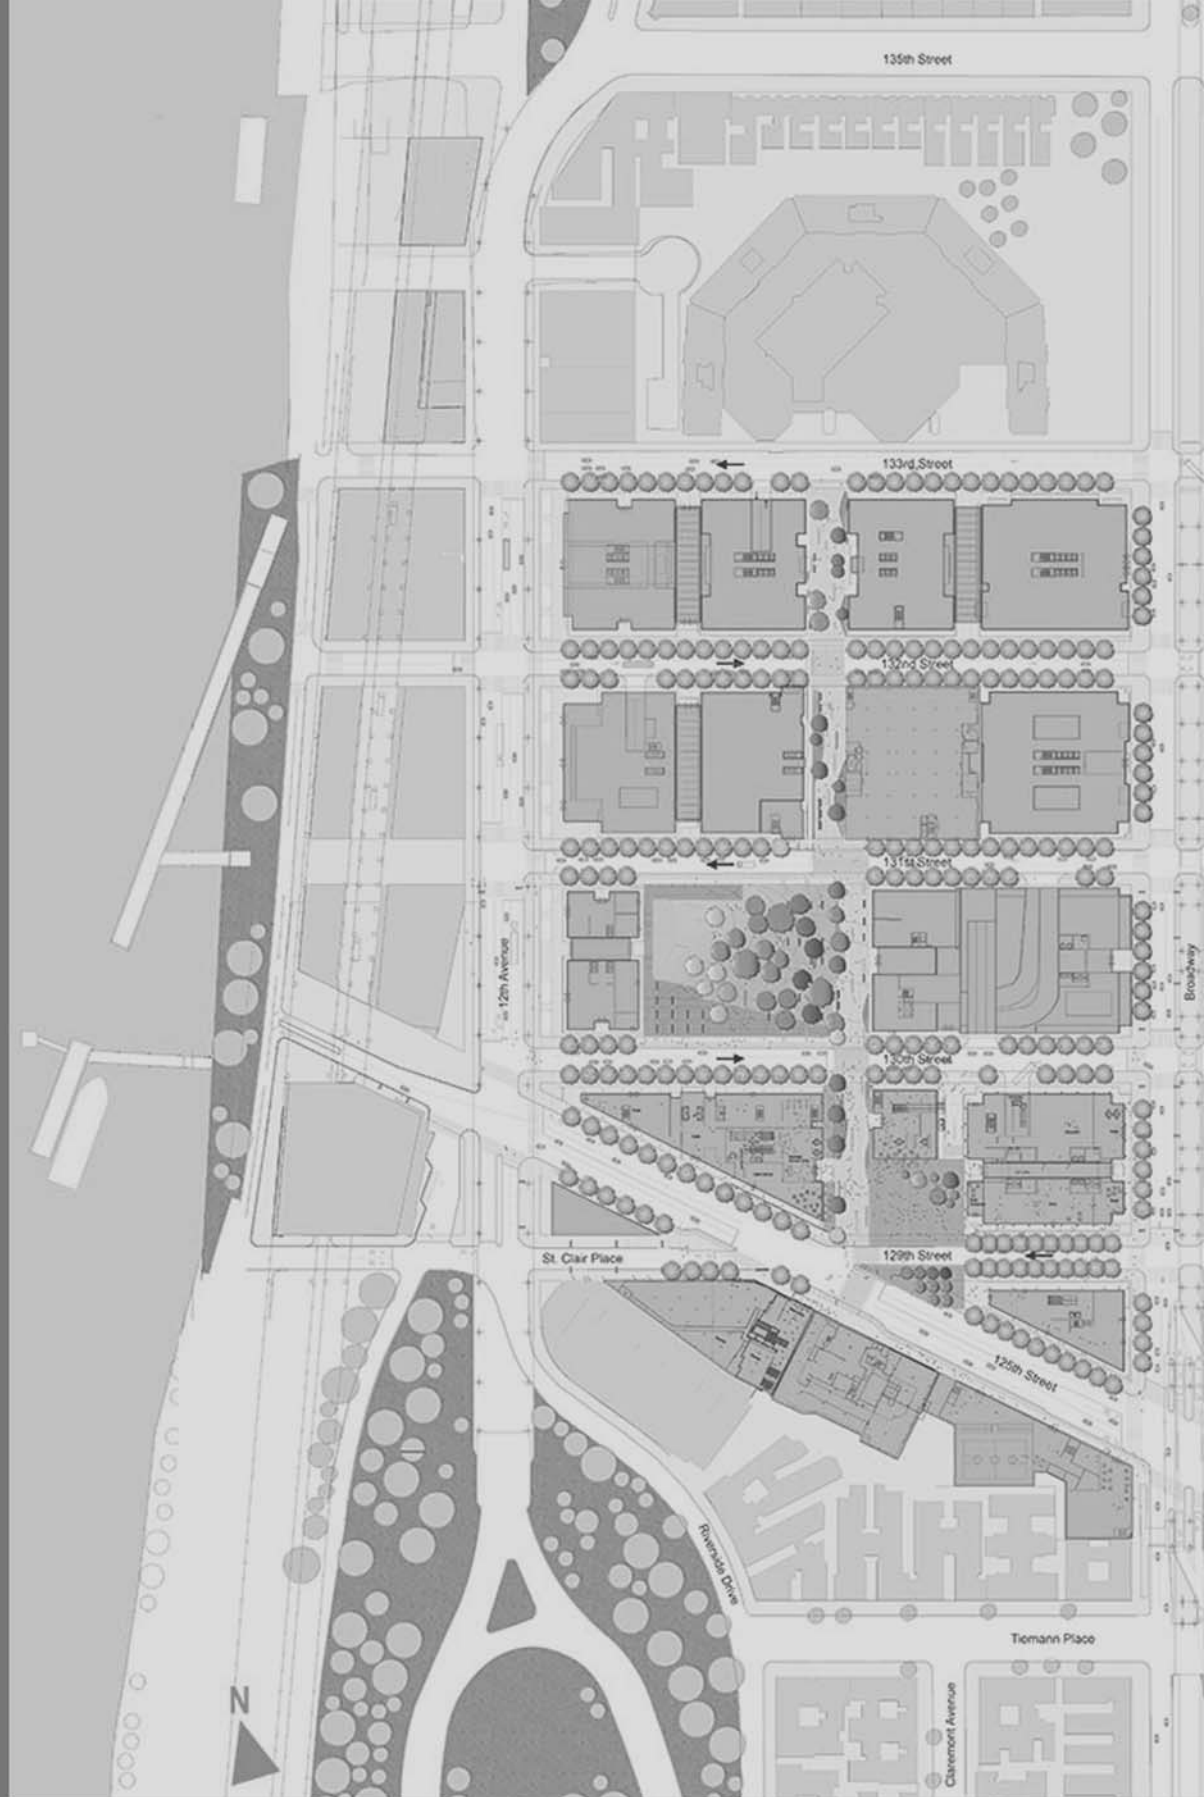 135th Street
133rd Street
132nd Street
131st Street
12th Avenue
Broadway
130th Street
St. Clair Place
129th Street
125th Street
Riverside Drive
Tiemann Place
Claremont Avenue
N